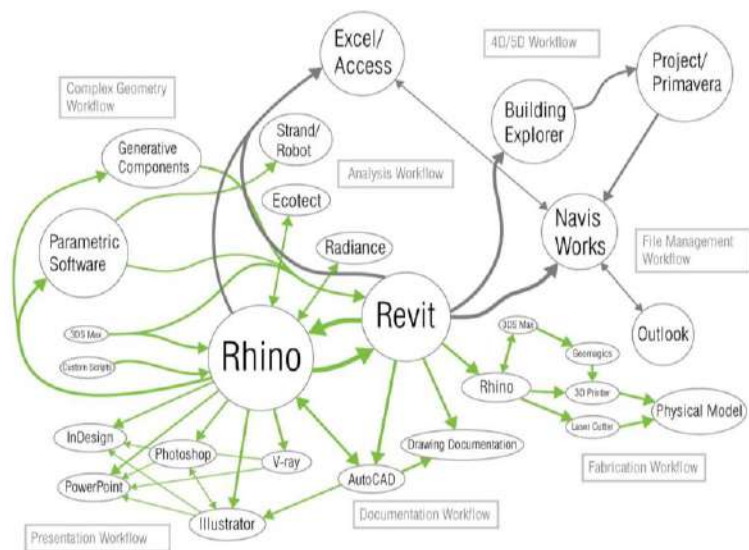 Excel/
Access
4D/5D Workflow
Project/
Primavera
Complex Geometry
Workflow
Building
Explorer
Strand/
Robot
Generative
Components
Analysis Workflow
Ecotect
Navis
Works
Parametric
Software
Radiance
File Management
Workflow
Revit
Outlook
3DS Max
Rhino
3DS Max
Geomagics
Custom Scripts
Rhino
3D Printer
Physical Model
InDesign
Laser Cutter
Photoshop
V-ray
Drawing Documentation
PowerPoint
AutoCAD
Fabrication Workflow
Illustrator
Documentation Workflow
Presentation Workflow